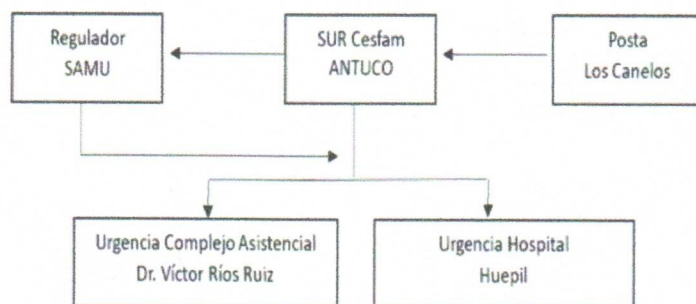 Regulador
SAMU
SUR Cesfam
ANTUCO
Posta
Los Canelos
Urgencia Complejo Asistencial
Dr. Víctor Ríos Ruiz
Urgencia Hospital
Huepil